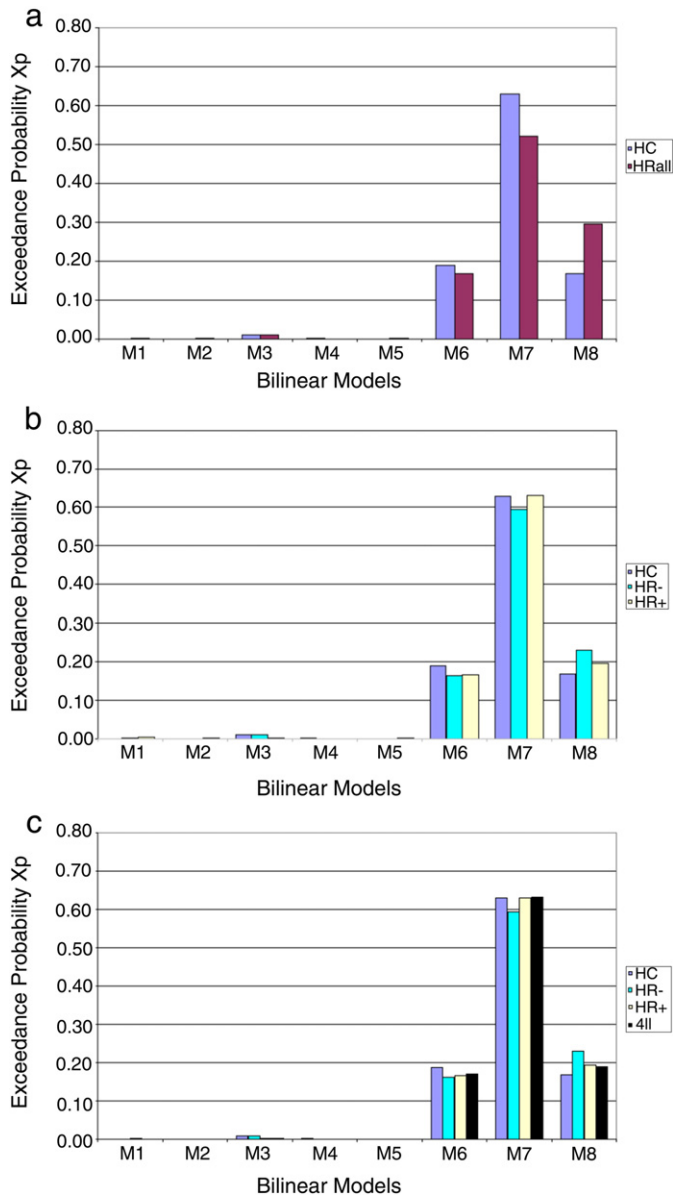 a
Exceedance Probability Xp
0.80
0.70
0.60
0.50
0.40
0.30
0.20
0.10
0.00
M1 M2 M3 M4 M5 M6 M7 M8
Bilinear Models
HC
HRall
b
Exceedance Probability Xp
0.80
0.70
0.60
0.50
0.40
0.30
0.20
0.10
0.00
M1 M2 M3 M4 M5 M6 M7 M8
Bilinear Models
HC
HR-
HR+
c
Exceedance Probability Xp
0.80
0.70
0.60
0.50
0.40
0.30
0.20
0.10
0.00
M1 M2 M3 M4 M5 M6 M7 M8
Bilinear Models
HC
HR-
HR+
4ll